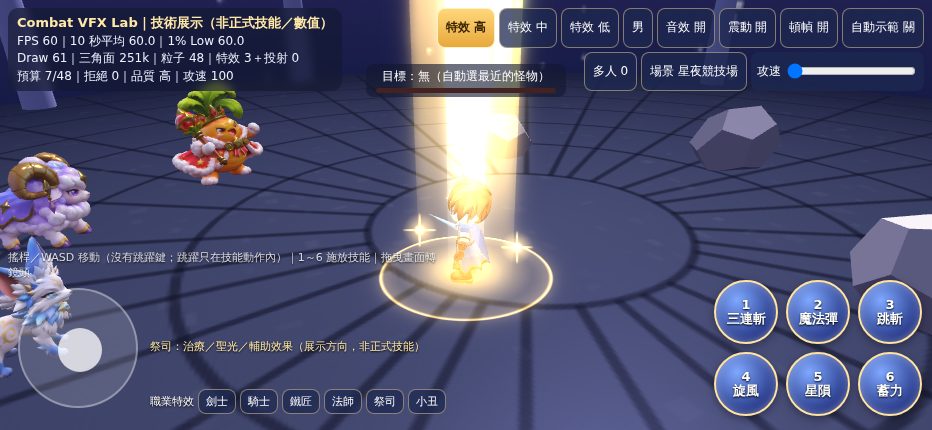 Combat VFX Lab｜技術展示（非正式技能／數值）
FPS 60｜10 秒平均 60.0｜1% Low 60.0
Draw 61｜三角面 251k｜粒子 48｜特效 3＋投射 0
預算 7/48｜拒絕 0｜品質 高｜攻速 100
特效 高
特效 中
特效 低
男
音效 開
震動 開
頓幀 開
自動示範 關
多人 0
場景 星夜競技場
攻速
目標：無（自動選最近的怪物）
搖桿／WASD 移動（沒有跳躍鍵；跳躍只在技能動作內）｜1~6 施放技能｜拖曳畫面轉
鏡頭
祭司：治療／聖光／輔助效果（展示方向，非正式技能）
職業特效
劍士
騎士
鐵匠
法師
祭司
小丑
1
三連斬
2
魔法彈
3
跳斬
4
旋風
5
星隕
6
蓄力